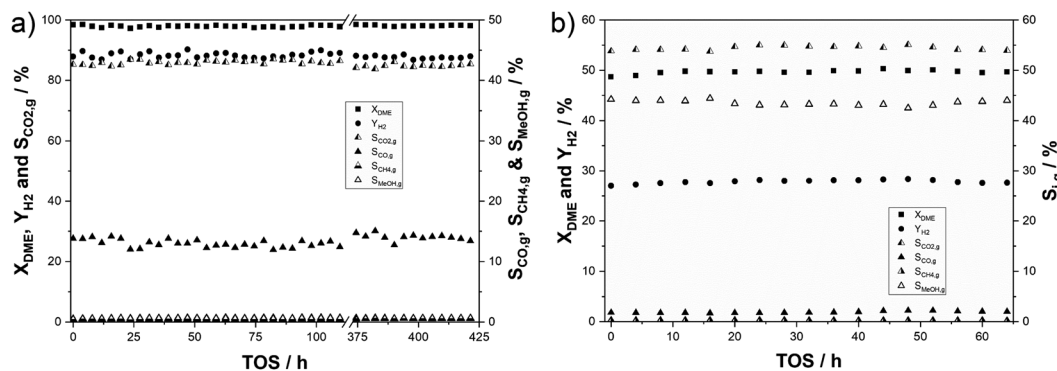 a)
100
80
60
40
20
0
X_DME, Y_H2 and S_CO2,g / %
50
40
30
20
10
0
S_CO,g, S_CH4,g & S_MeOH,g / %
X_DME
Y_H2
S_CO2,g
S_CO,g
S_CH4,g
S_MeOH,g
0 25 50 75 100 375 400 425
TOS / h
b)
60
50
40
30
20
10
0
X_DME and Y_H2 / %
60
50
40
30
20
10
0
S_i,g / %
X_DME
Y_H2
S_CO2,g
S_CO,g
S_CH4,g
S_MeOH,g
0 10 20 30 40 50 60
TOS / h